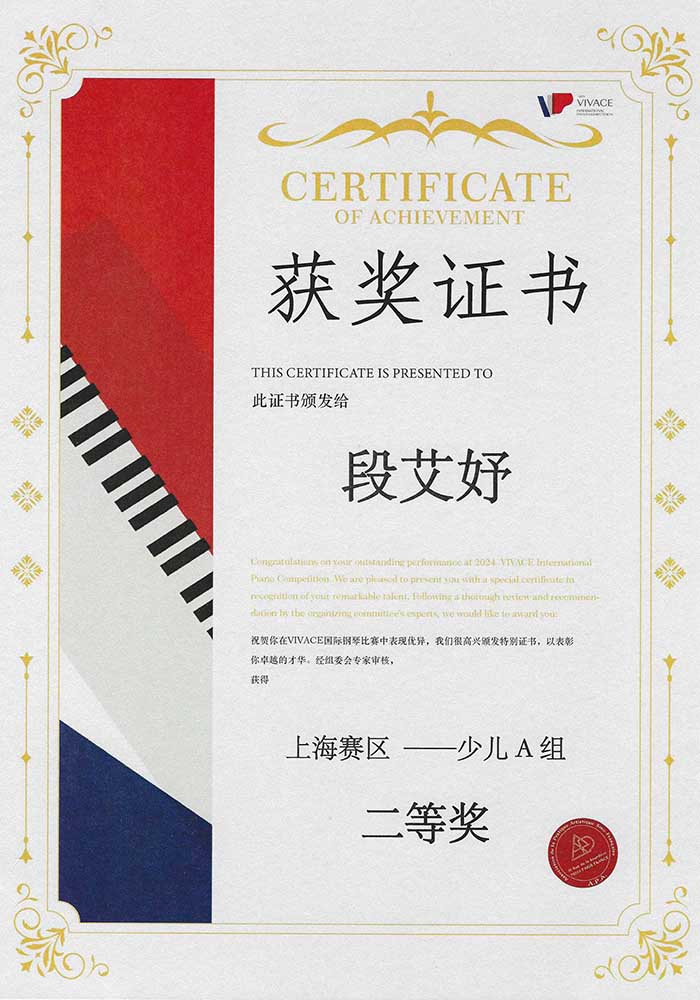 VIVACE
CERTIFICATE
OF ACHIEVEMENT
获奖证书
THIS CERTIFICATE IS PRESENTED TO
此证书颁发给
段艾妤
Congratulations on your outstanding performance at 2024 VIVACE International
Piano Competition. We are pleased to present you with a special certificate in
recognition of your remarkable talent. Following a thorough review and recommen-
dation by the organizing committee's experts, we would like to award you:
祝贺你在VIVACE国际钢琴比赛中表现优异，我们很高兴颁发特别证书，以表彰
你卓越的才华。经组委会专家审核，
获得
上海赛区 ——少儿 A 组
二等奖
A.P.A.